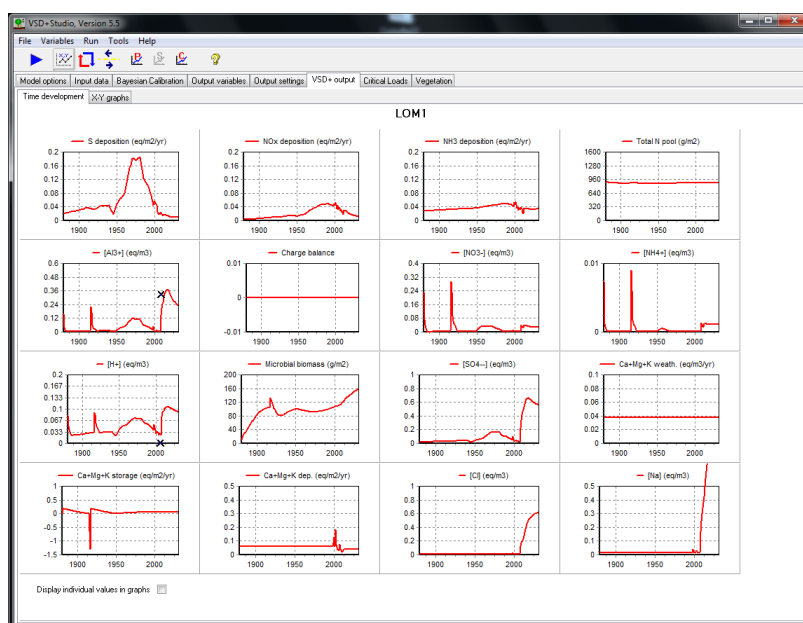 VSD+Studio, Version 5.5
File Variables Run Tools Help
Model options Input data Bayesian Calibration Output variables Output settings VSD+ output Critical Loads Vegetation
Time development X-Y graphs
LOM1
S deposition (eq/m2/yr) NOx deposition (eq/m2/yr) NH3 deposition (eq/m2/yr) Total N pool (g/m2)
0.2 0.2 0.2 1600
0.16 0.16 0.16 1280
0.12 0.12 0.12 960
0.08 0.08 0.08 640
0.04 0.04 0.04 320
0 0 0 0
1900 1950 2000 1900 1950 2000 1900 1950 2000 1900 1950 2000
[Al3+] (eq/m3) Charge balance [NO3-] (eq/m3) [NH4+] (eq/m3)
0.6 0.01 0.4 0.01
0.48 0.32
0.36 0.24
0 
0.24 0.16
0.12 0.08
0 -0.01 0 0
1900 1950 2000 1900 1950 2000 1900 1950 2000 1900 1950 2000
[H+] (eq/m3) Microbial biomass (g/m2) [SO4--] (eq/m3) Ca+Mg+K weath. (eq/m3/yr)
0.2 200 1 0.1
0.167 160 0.8 0.08
0.133
0.1 120 0.6 0.06
0.067 80 0.4 0.04
0.033 40 0.2 0.02
0 0 0 0
1900 1950 2000 1900 1950 2000 1900 1950 2000 1900 1950 2000
Ca+Mg+K storage (eq/m2/yr) Ca+Mg+K dep. (eq/m2/yr) [Cl] (eq/m3) [Na] (eq/m3)
1 0.5 1 0.5
0.5 0.4 0.8 0.4
0 0.3 0.6 0.3
-0.5 0.2 0.4 0.2
-1 0.1 0.2 0.1
-1.5 0 0 0
1900 1950 2000 1900 1950 2000 1900 1950 2000 1900 1950 2000
Display individual values in graphs